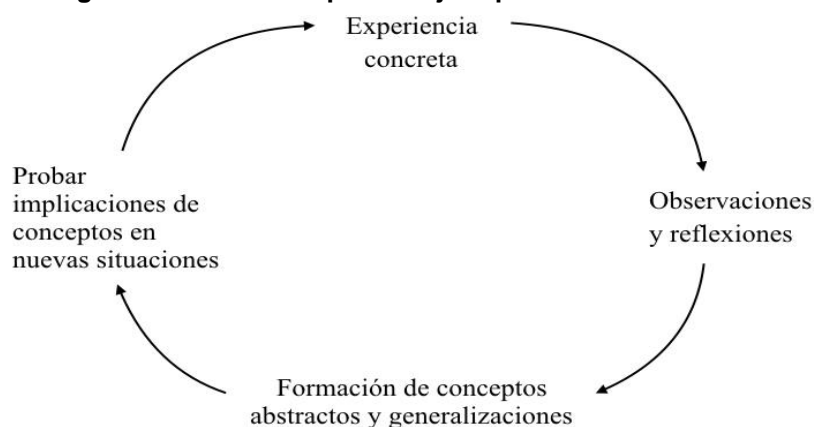 Experiencia
concreta
Observaciones
y reflexiones
Formación de conceptos
abstractos y generalizaciones
Probar
implicaciones de
conceptos en
nuevas situaciones